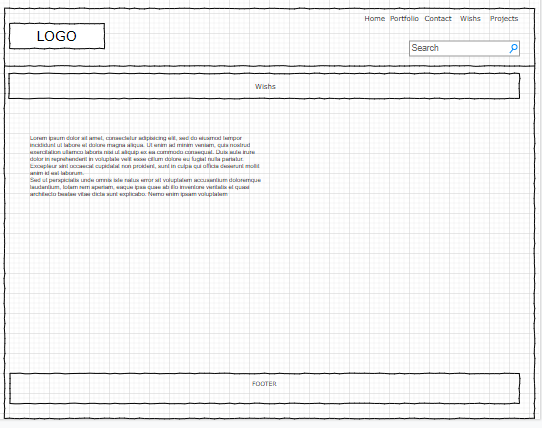 Home Portfolio Contact Wishs Projects
LOGO
Search
Wishs
Lorem ipsum dolor sit amet, consectetur adipisicing elit, sed do eiusmod tempor
incididunt ut labore et dolore magna aliqua. Ut enim ad minim veniam, quis nostrud
exercitation ullamco laboris nisi ut aliquip ex ea commodo consequat. Duis aute irure
dolor in reprehenderit in voluptate velit esse cillum dolore eu fugiat nulla pariatur.
Excepteur sint occaecat cupidatat non proident, sunt in culpa qui officia deserunt mollit
anim id est laborum.
Sed ut perspiciatis unde omnis iste natus error sit voluptatem accusantium doloremque
laudantium, totam rem aperiam, eaque ipsa quae ab illo inventore veritatis et quasi
architecto beatae vitae dicta sunt explicabo. Nemo enim ipsam voluptatem
FOOTER